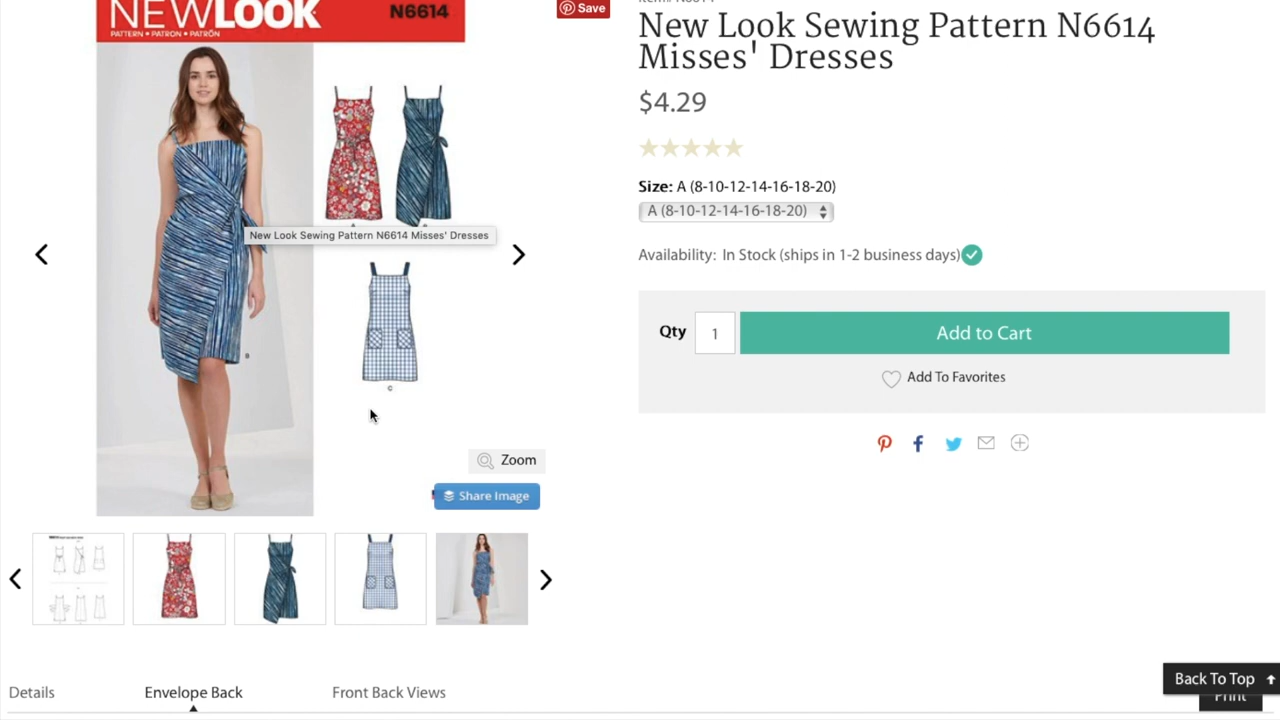 NEW LOOK
N6614
PATTERN • PATRON • PATRÓN
Save
New Look Sewing Pattern N6614
Misses' Dresses
$4.29
Size: A (8-10-12-14-16-18-20)
A (8-10-12-14-16-18-20)
Availability: In Stock (ships in 1-2 business days)
New Look Sewing Pattern N6614 Misses' Dresses
Qty
1
Add to Cart
Add To Favorites
B
C
Zoom
Share Image
Details
Envelope Back
Front Back Views
Back To Top
Print